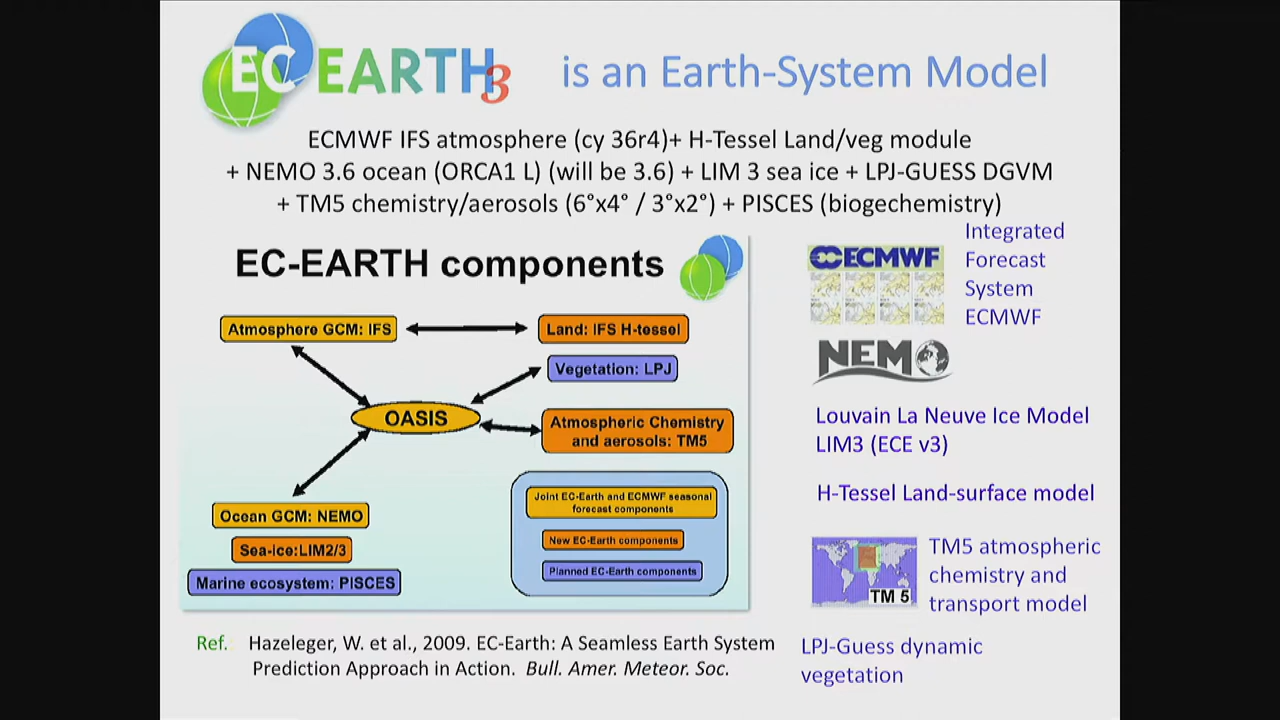 EC EARTH3 is an Earth-System Model
ECMWF IFS atmosphere (cy 36r4)+ H-Tessel Land/veg module
+ NEMO 3.6 ocean (ORCA1 L) (will be 3.6) + LIM 3 sea ice + LPJ-GUESS DGVM
+ TM5 chemistry/aerosols (6°x4° / 3°x2°) + PISCES (biogechemistry)
EC-EARTH components
Atmosphere GCM: IFS
Land: IFS H-tessel
Vegetation: LPJ
OASIS
Atmospheric Chemistry
and aerosols: TM5
Ocean GCM: NEMO
Sea-ice:LIM2/3
Marine ecosystem: PISCES
Joint EC-Earth and ECMWF seasonal
forecast components
New EC-Earth components
Planned EC-Earth components
ECMWF
Integrated
Forecast
System
ECMWF
NEMO
Louvain La Neuve Ice Model
LIM3 (ECE v3)
H-Tessel Land-surface model
TM 5
TM5 atmospheric
chemistry and
transport model
LPJ-Guess dynamic
vegetation
Ref.: Hazeleger, W. et al., 2009. EC-Earth: A Seamless Earth System
Prediction Approach in Action. Bull. Amer. Meteor. Soc.